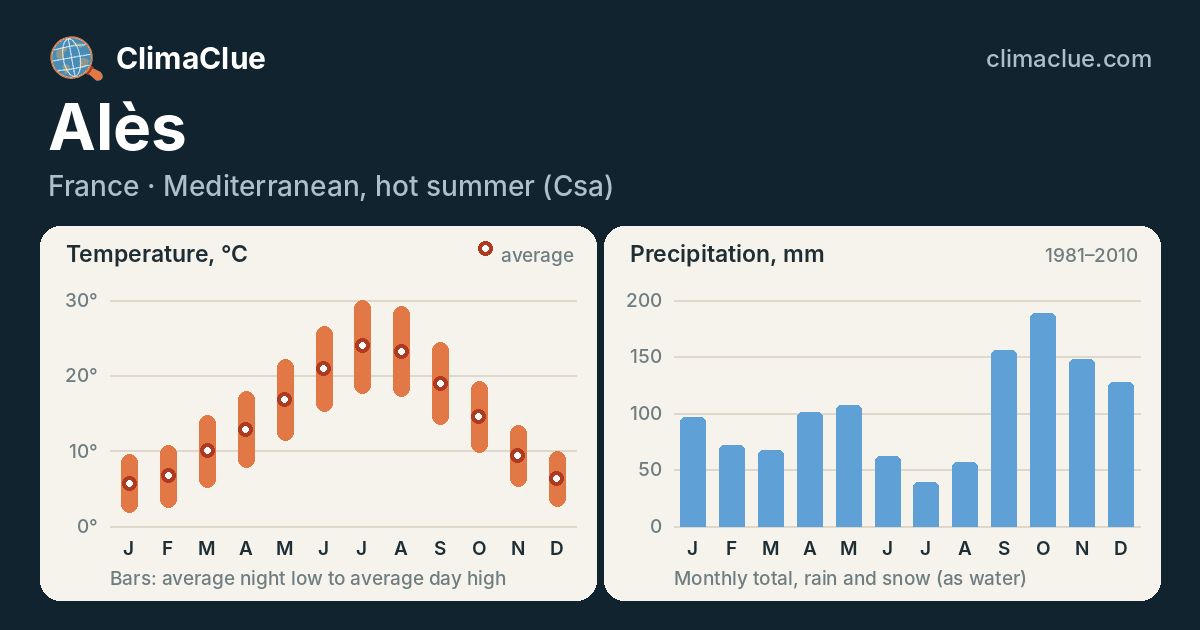 ClimaClue
climaclue.com
Alès
France · Mediterranean, hot summer (Csa)
Temperature, °C
average
30°
20°
10°
0°
J F M A M J J A S O N D
Bars: average night low to average day high
Precipitation, mm
1981–2010
200
150
100
50
0
J F M A M J J A S O N D
Monthly total, rain and snow (as water)